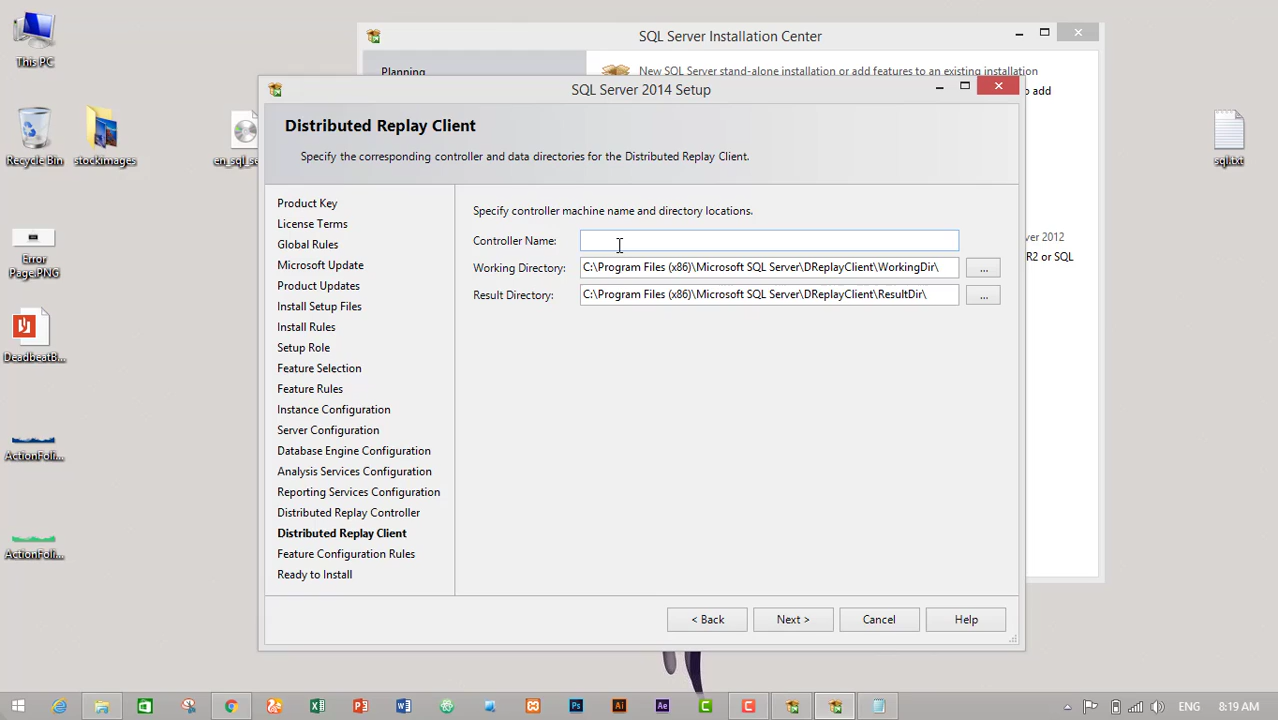 This PC
Recycle Bin
stockimages
en_sql_se...
Error
Page.PNG
DeadbeatB...
ActionFoli...
ActionFoli...
sql.txt
SQL Server Installation Center
Planning
New SQL Server stand-alone installation or add features to an existing installation
to add
rver 2012
R2 or SQL
SQL Server 2014 Setup
Distributed Replay Client
Specify the corresponding controller and data directories for the Distributed Replay Client.
Product Key
License Terms
Global Rules
Microsoft Update
Product Updates
Install Setup Files
Install Rules
Setup Role
Feature Selection
Feature Rules
Instance Configuration
Server Configuration
Database Engine Configuration
Analysis Services Configuration
Reporting Services Configuration
Distributed Replay Controller
Distributed Replay Client
Feature Configuration Rules
Ready to Install
Specify controller machine name and directory locations.
Controller Name:
Working Directory: C:\Program Files (x86)\Microsoft SQL Server\DReplayClient\WorkingDir\ ...
Result Directory: C:\Program Files (x86)\Microsoft SQL Server\DReplayClient\ResultDir\ ...
< Back Next > Cancel Help
ENG 8:19 AM